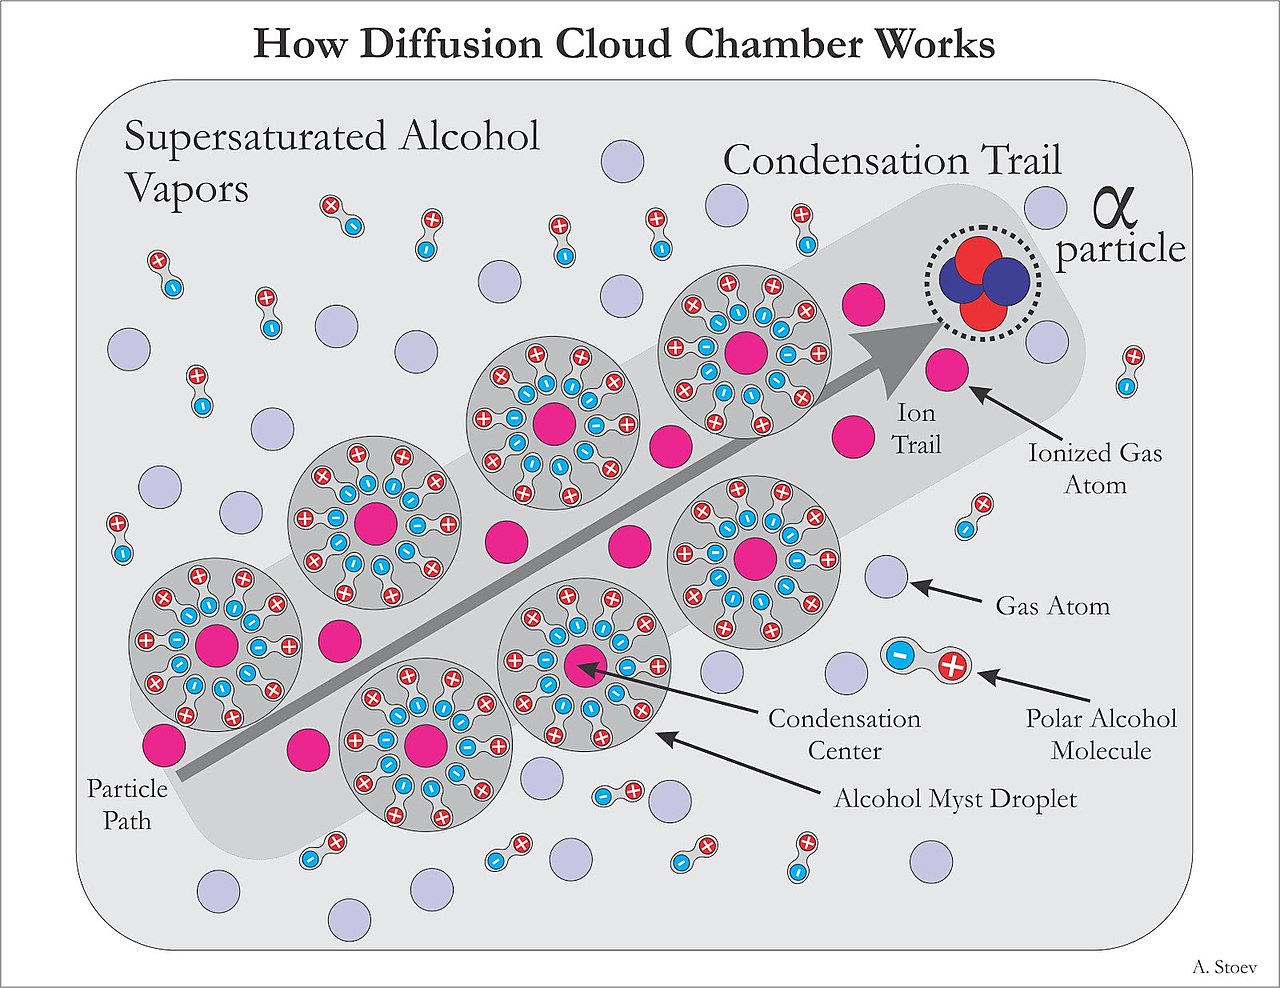 How Diffusion Cloud Chamber Works
Supersaturated Alcohol
Vapors
Condensation Trail
α
particle
Ion
Trail
Ionized Gas
Atom
Gas Atom
Polar Alcohol
Molecule
Condensation
Center
Alcohol Myst Droplet
Particle
Path
A. Stoev